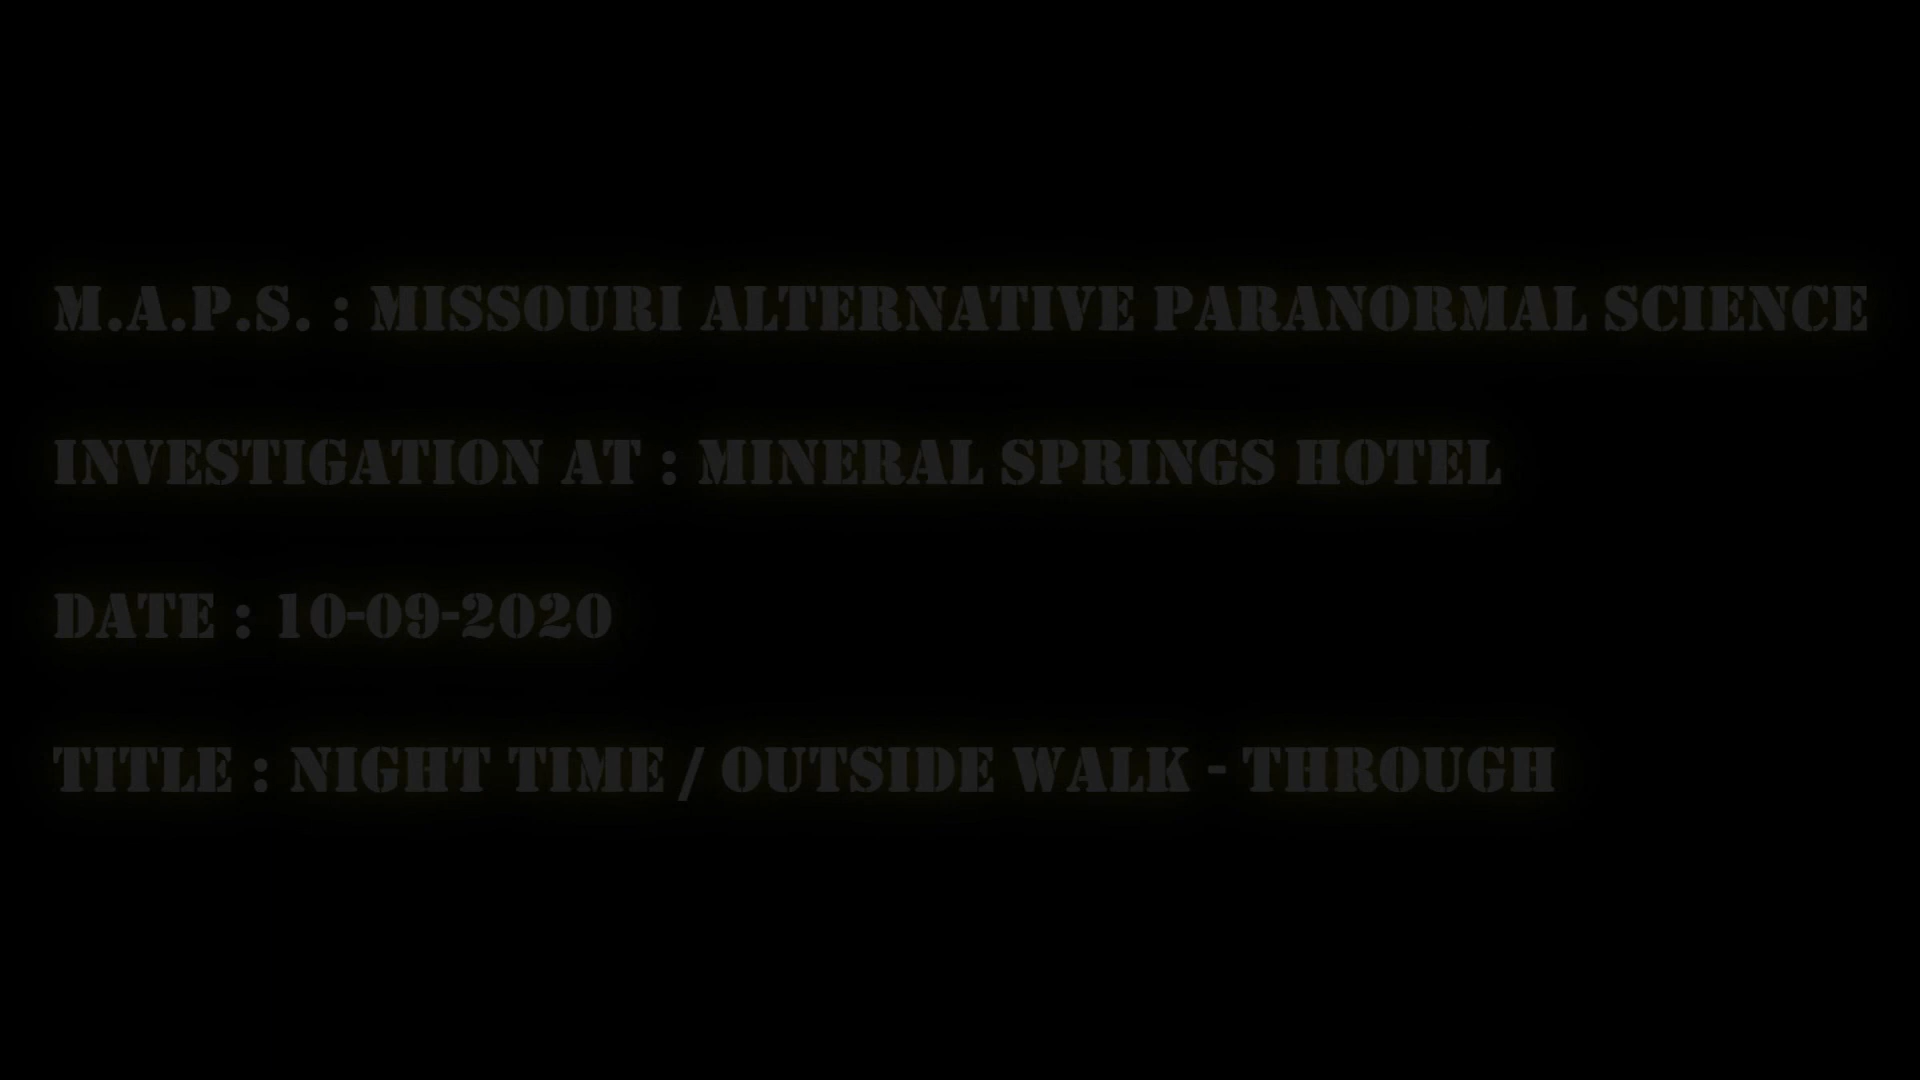 M.A.P.S. : MISSOURI ALTERNATIVE PARANORMAL SCIENCE
INVESTIGATION AT : MINERAL SPRINGS HOTEL
DATE : 10-09-2020
TITLE : NIGHT TIME / OUTSIDE WALK - THROUGH